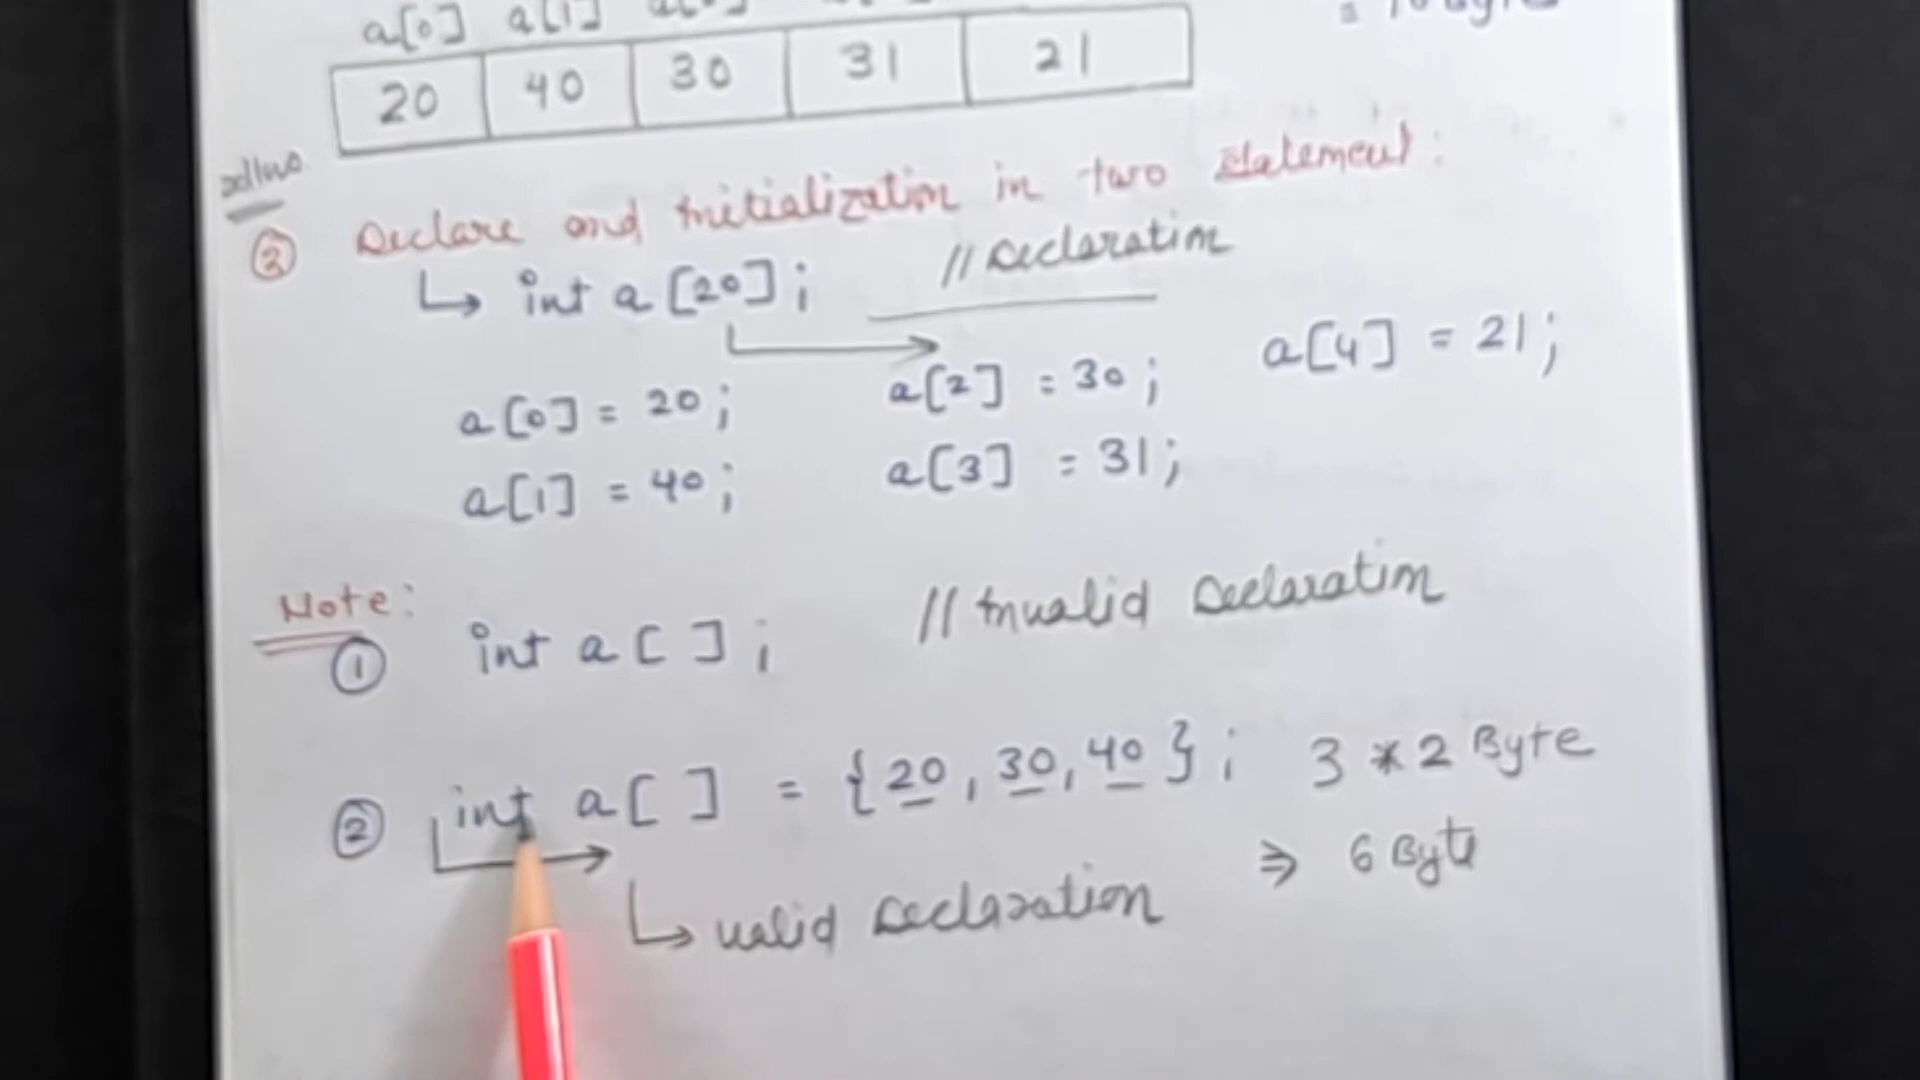 a[0] a[1]
= 10 Byte
20 40 30 31 21
② Declare and Initialization in two statement:
↳ int a[20]; // Declaration
a[0] = 20; a[2] = 30; a[4] = 21;
a[1] = 40; a[3] = 31;
Note:
① int a[ ]; // Invalid Declaration
② int a[ ] = {20, 30, 40}; 3 * 2 Byte
⇒ 6 Byte
↳ valid Declaration